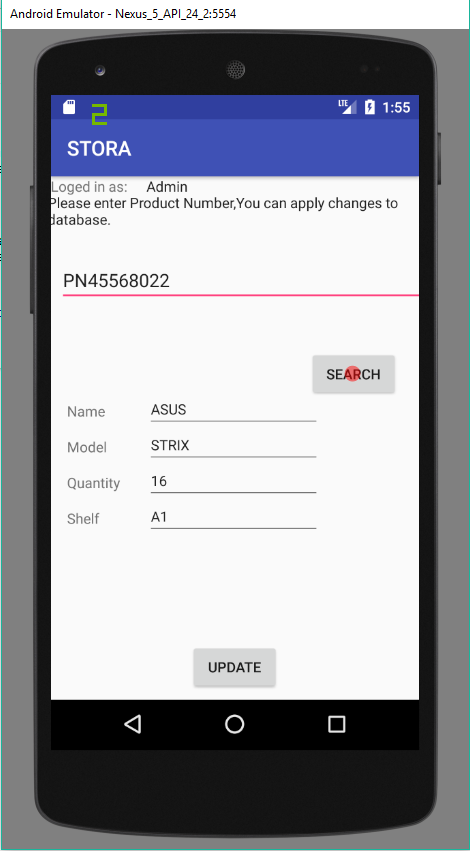 Android Emulator - Nexus_5_API_24_2:5554
2
LTE 1:55
STORA
Loged in as: Admin
Please enter Product Number,You can apply changes to
database.
PN45568022
SEARCH
Name ASUS
Model STRIX
Quantity 16
Shelf A1
UPDATE